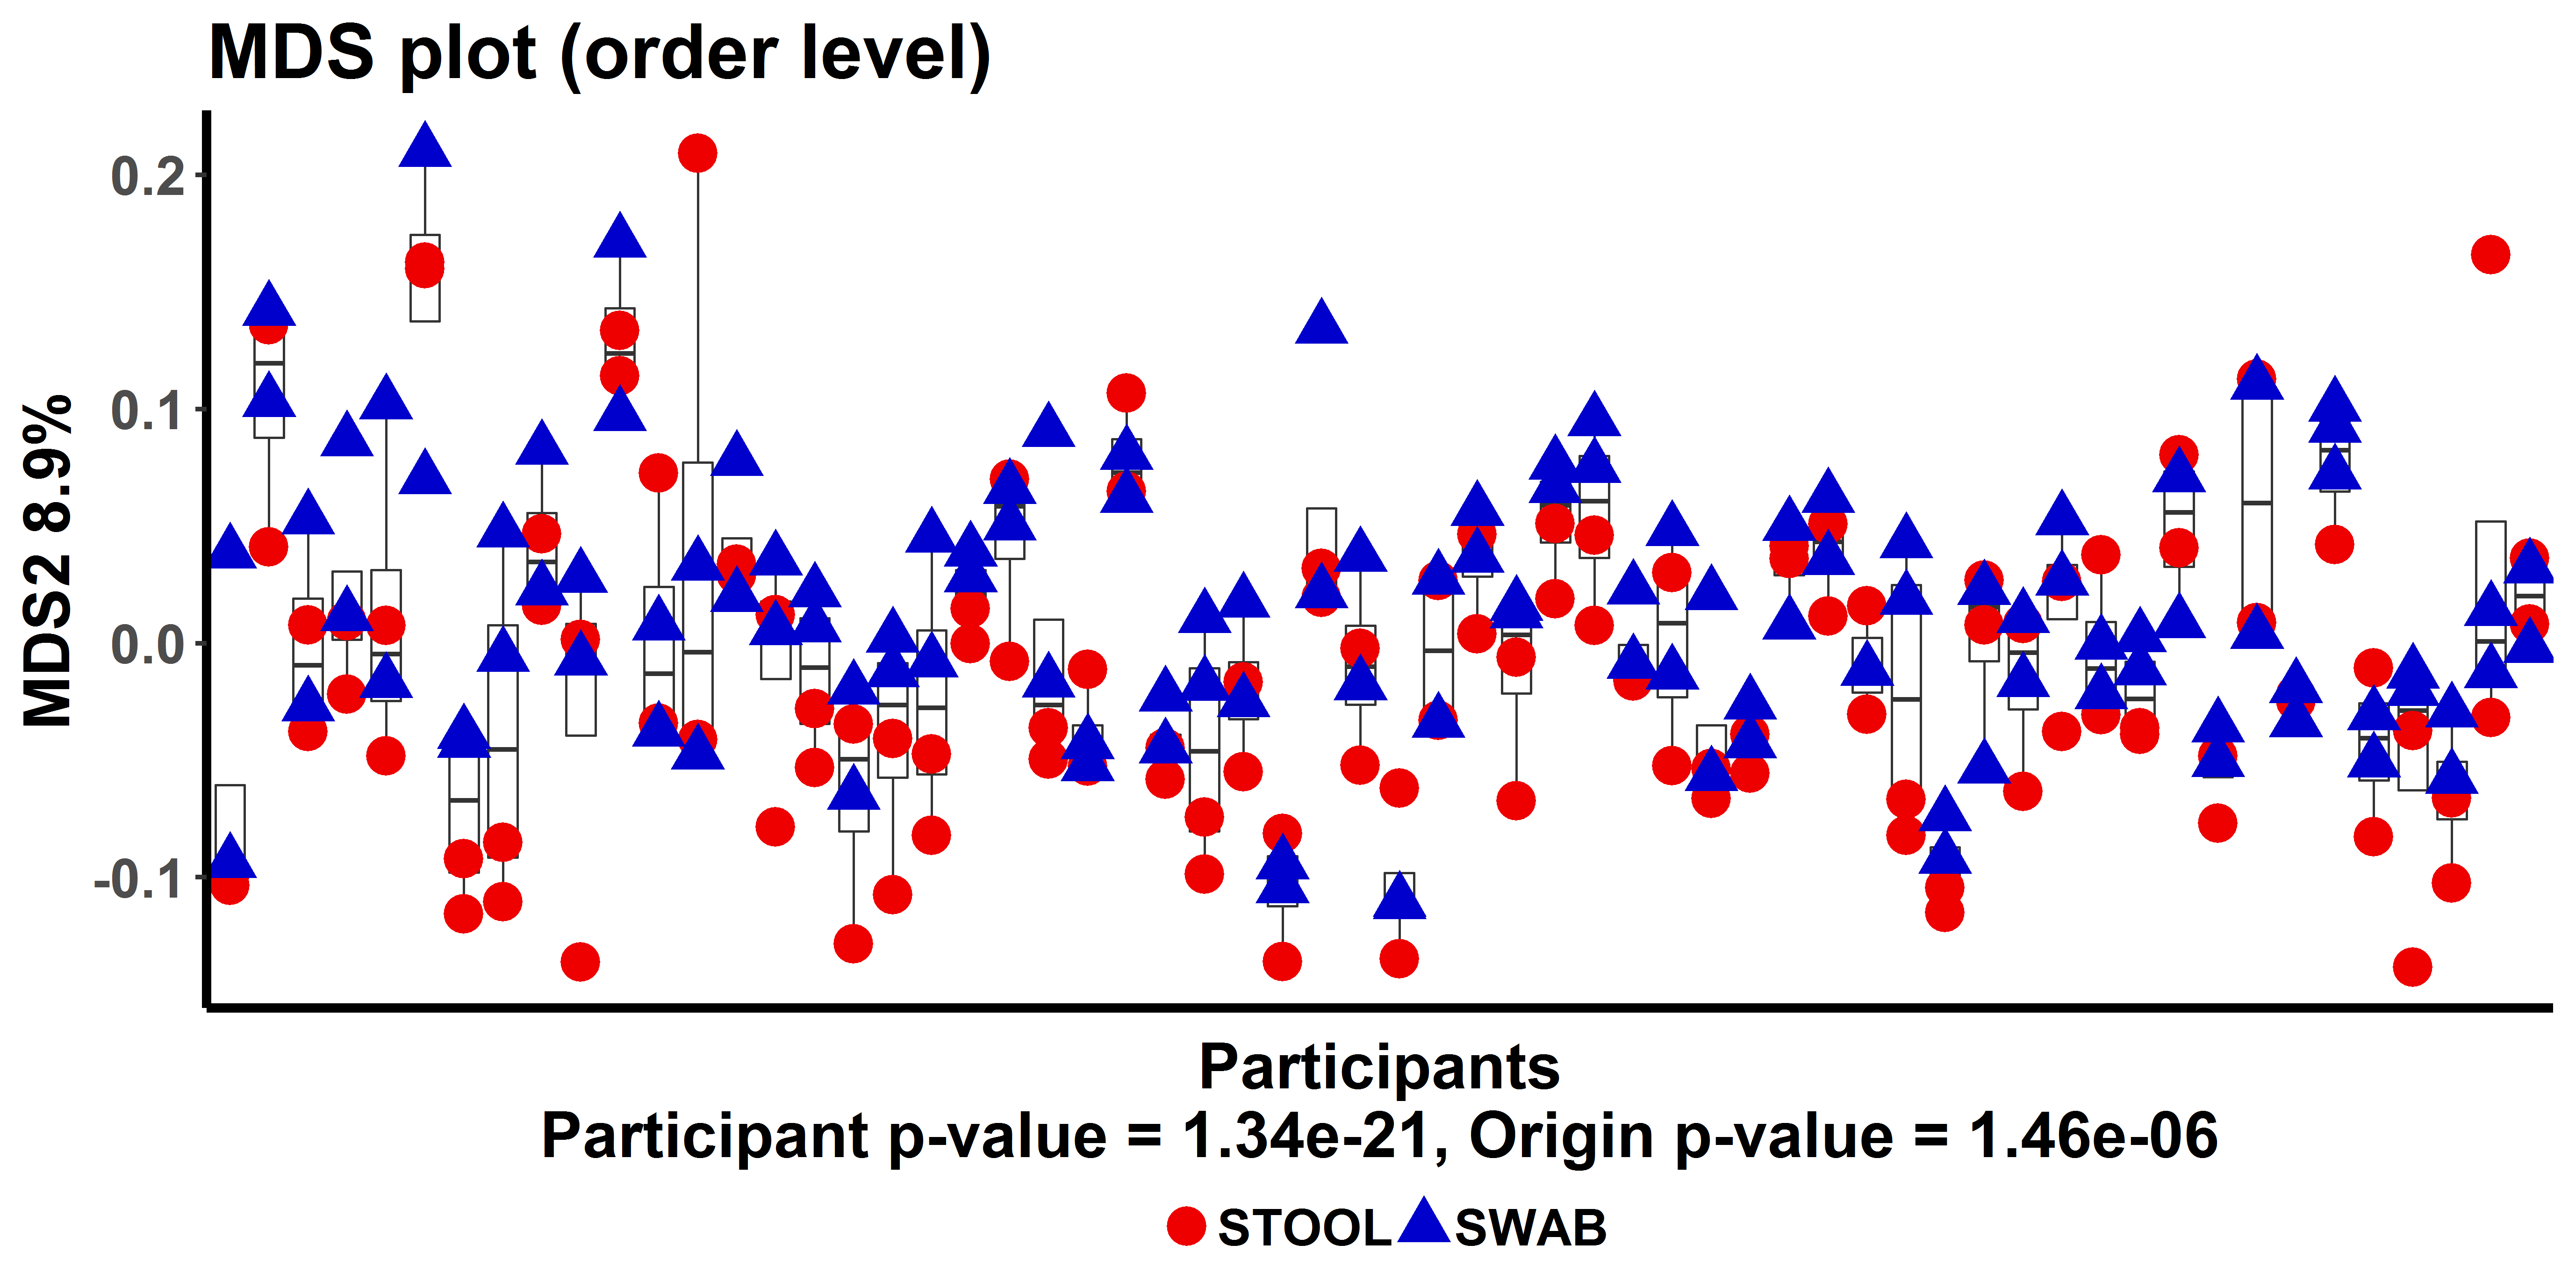 MDS plot (order level)
MDS2 8.9%
0.2
0.1
0.0
-0.1
Participants
Participant p-value = 1.34e-21, Origin p-value = 1.46e-06
STOOL SWAB